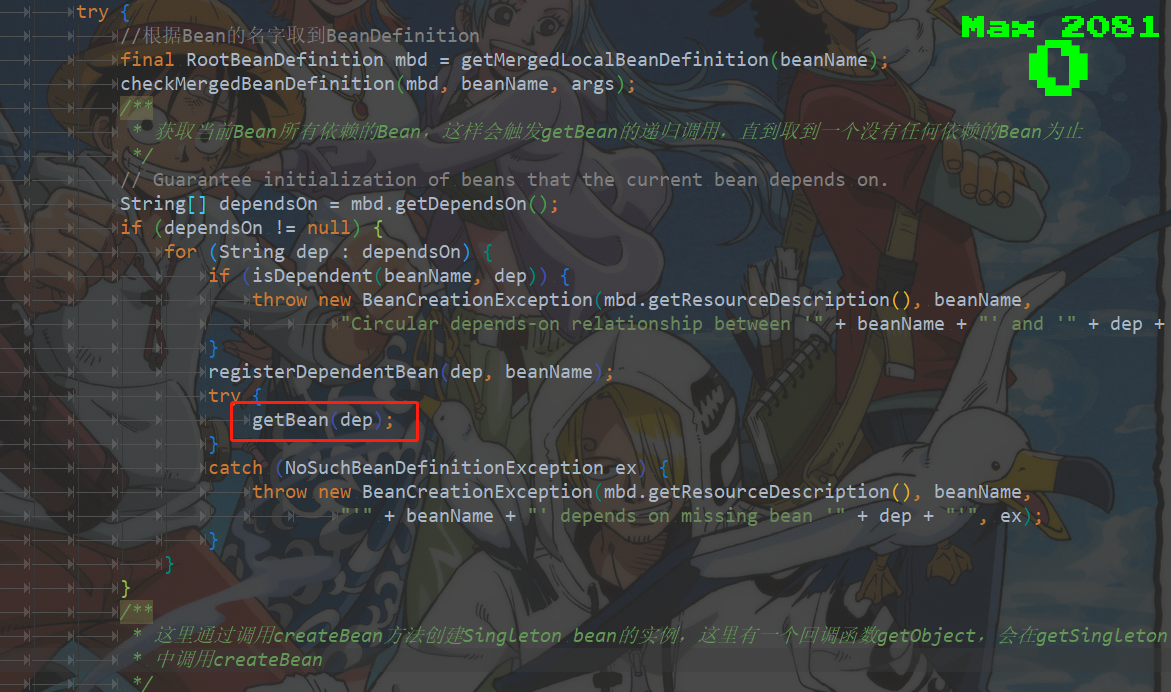 try {
Max 2081
//根据Bean的名字取到BeanDefinition
0
final RootBeanDefinition mbd = getMergedLocalBeanDefinition(beanName);
checkMergedBeanDefinition(mbd, beanName, args);
/**
* 获取当前Bean所有依赖的Bean，这样会触发getBean的递归调用，直到取到一个没有任何依赖的Bean为止
*/
// Guarantee initialization of beans that the current bean depends on.
String[] dependsOn = mbd.getDependsOn();
if (dependsOn != null) {
for (String dep : dependsOn) {
if (isDependent(beanName, dep)) {
throw new BeanCreationException(mbd.getResourceDescription(), beanName,
"Circular depends-on relationship between '" + beanName + "' and '" + dep +
}
registerDependentBean(dep, beanName);
try {
getBean(dep);
}
catch (NoSuchBeanDefinitionException ex) {
throw new BeanCreationException(mbd.getResourceDescription(), beanName,
"'" + beanName + "' depends on missing bean '" + dep + "'", ex);
}
}
}
/**
* 这里通过调用createBean方法创建Singleton bean的实例，这里有一个回调函数getObject，会在getSingleton
* 中调用createBean
*/